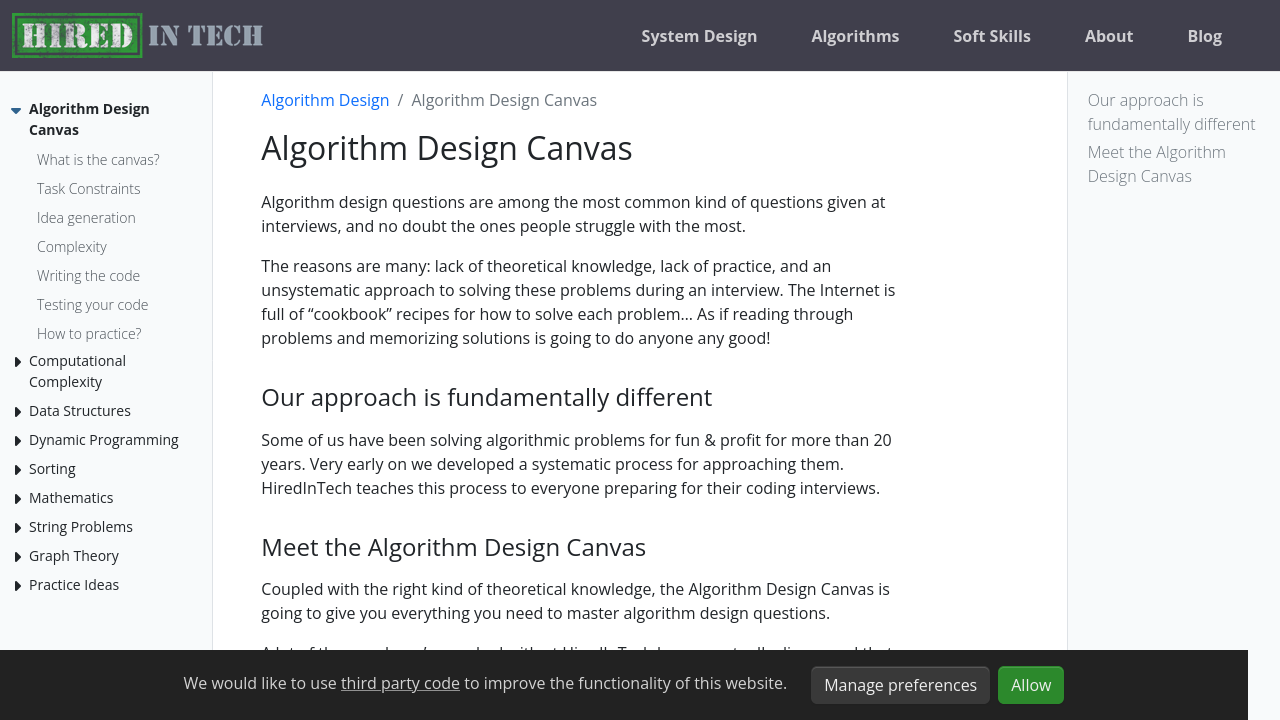 HIRED IN TECH
System Design
Algorithms
Soft Skills
About
Blog
Algorithm Design
Canvas
What is the canvas?
Task Constraints
Idea generation
Complexity
Writing the code
Testing your code
How to practice?
Computational
Complexity
Data Structures
Dynamic Programming
Sorting
Mathematics
String Problems
Graph Theory
Practice Ideas
Algorithm Design / Algorithm Design Canvas
Algorithm Design Canvas
Algorithm design questions are among the most common kind of questions given at
interviews, and no doubt the ones people struggle with the most.
The reasons are many: lack of theoretical knowledge, lack of practice, and an
unsystematic approach to solving these problems during an interview. The Internet is
full of “cookbook” recipes for how to solve each problem… As if reading through
problems and memorizing solutions is going to do anyone any good!
Our approach is fundamentally different
Some of us have been solving algorithmic problems for fun & profit for more than 20
years. Very early on we developed a systematic process for approaching them.
HiredInTech teaches this process to everyone preparing for their coding interviews.
Meet the Algorithm Design Canvas
Coupled with the right kind of theoretical knowledge, the Algorithm Design Canvas is
going to give you everything you need to master algorithm design questions.
Our approach is
fundamentally different
Meet the Algorithm
Design Canvas
We would like to use third party code to improve the functionality of this website.
Manage preferences
Allow